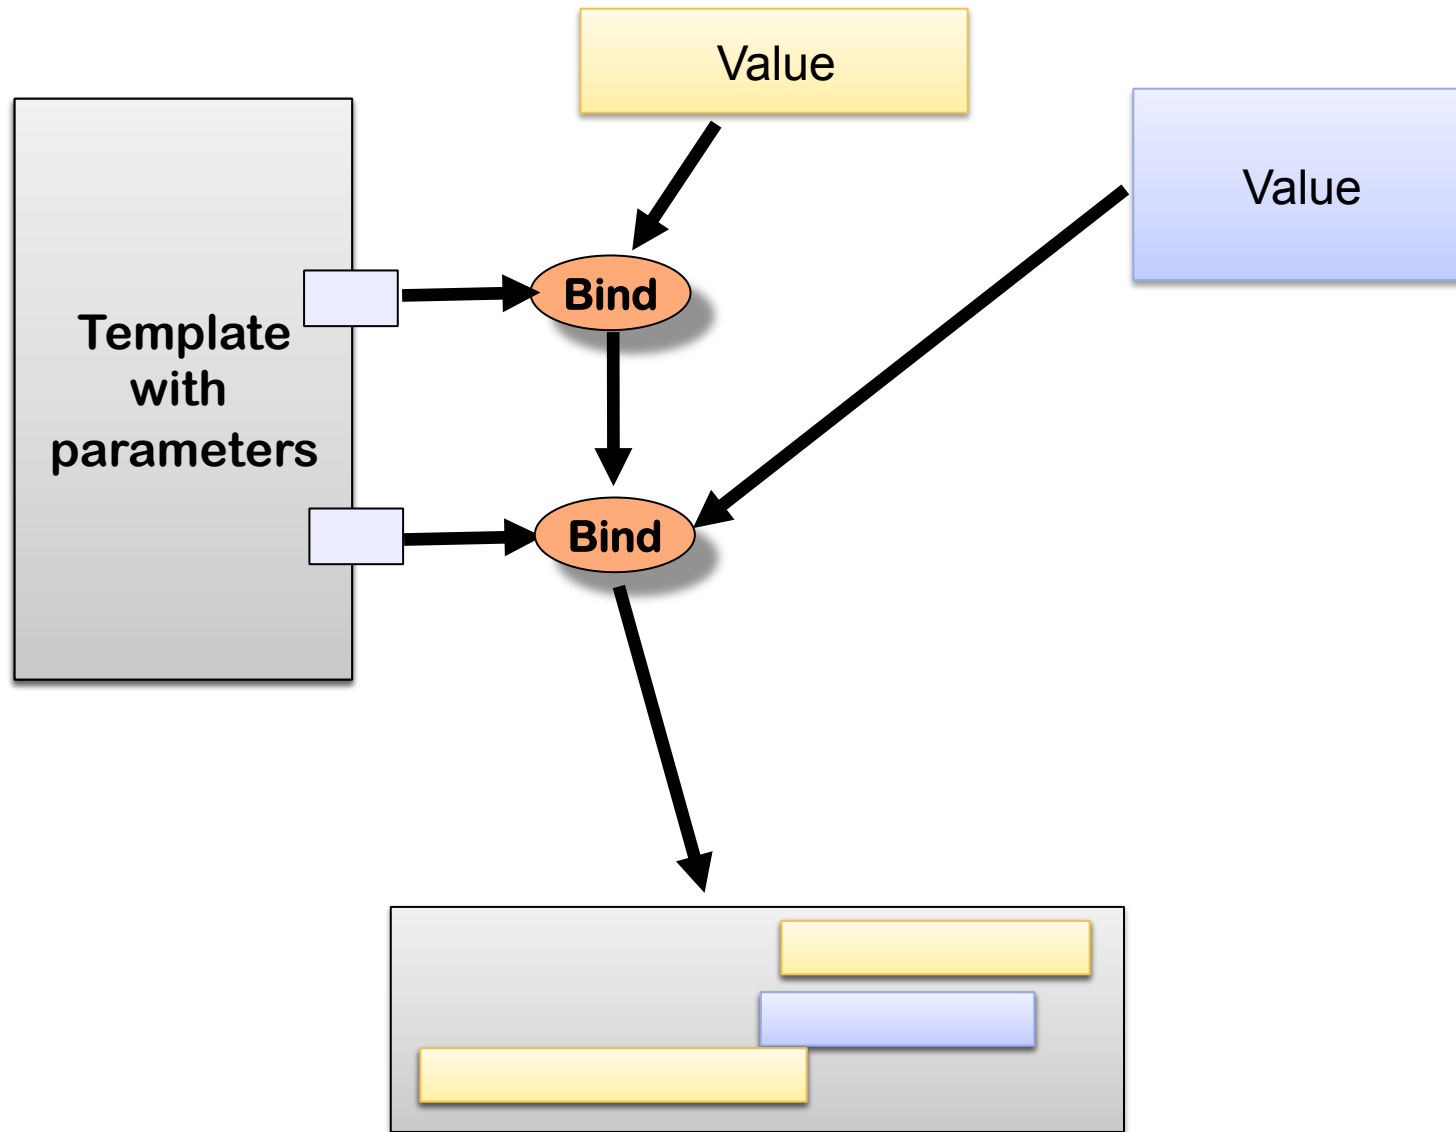 Value
Value
Bind
Template
with
parameters
Bind